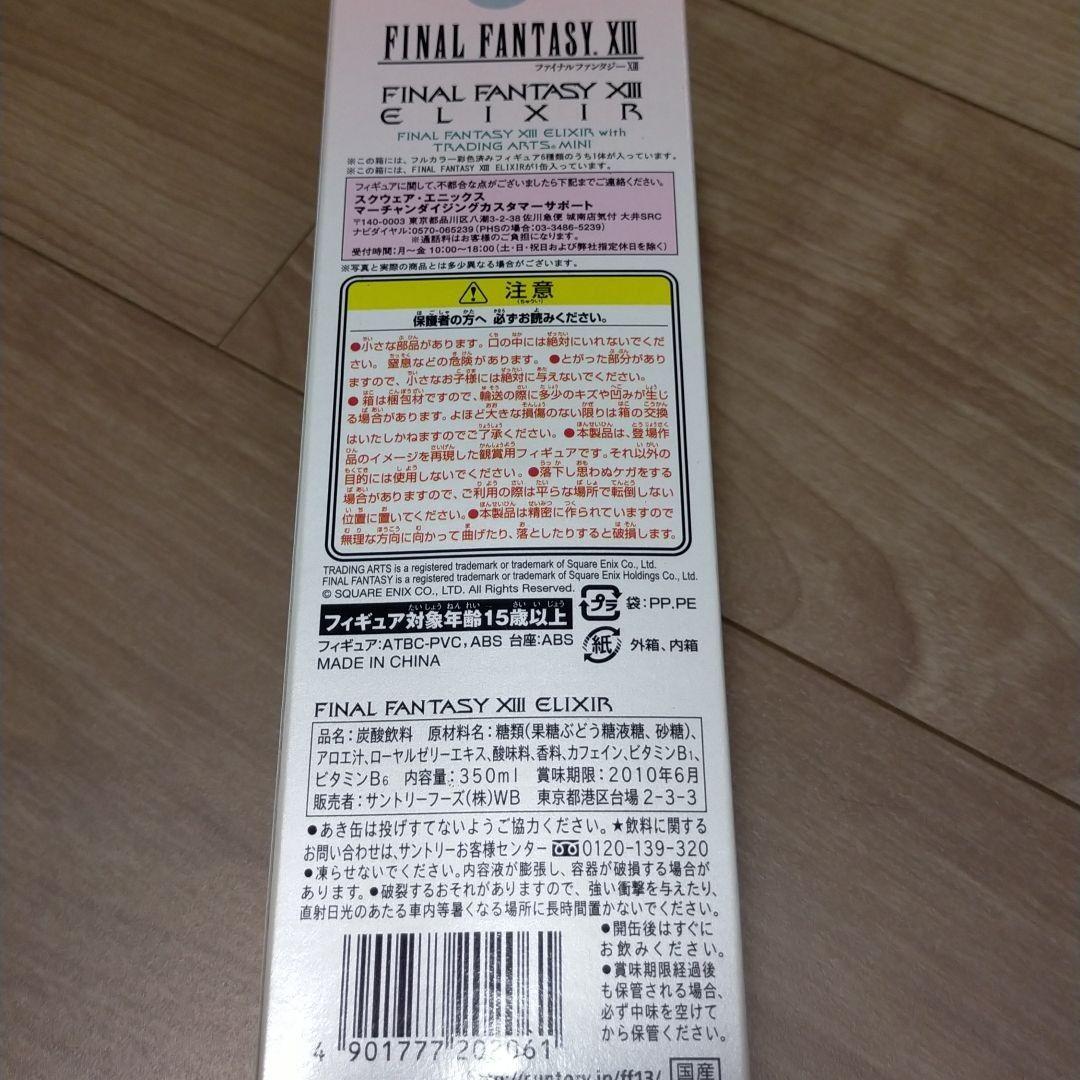 FINAL FANTASY. XIII
ファイナルファンタジーXIII
FINAL FANTASY XIII
ELIXIR
FINAL FANTASY XIII ELIXIR with
TRADING ARTS® MINI
※この箱には、フルカラー彩色済みフィギュア6種類のうち1体が入っています。
※この箱には、FINAL FANTASY XIII ELIXIRが1缶入っています。
フィギュアに関して、不都合な点がございましたら下記までご連絡ください。
スクウェア・エニックス
マーチャンダイジングカスタマーサポート
〒140-0003 東京都品川区八潮3-2-38 佐川急便 城南店気付 大井SRC
ナビダイヤル:0570-065239(PHSの場合:03-3486-5239)
※通話料はお客様のご負担になります。
受付時間:月〜金 10:00〜18:00(土・日・祝日および弊社指定休日を除く)
※写真と実際の商品とは多少異なる場合がございます。
注意
(ちゅうい)
保護者の方へ 必ずお読みください。
●小さな部品があります。口の中には絶対にいれないでくだ
さい。窒息などの危険があります。●とがった部分があり
ますので、小さなお子様には絶対に与えないでください。
●箱は梱包材ですので、輸送の際に多少のキズや凹みが生じ
る場合があります。よほど大きな損傷のない限りは箱の交換
はいたしかねますのでご了承ください。●本製品は、登場作
品のイメージを再現した観賞用フィギュアです。それ以外の
目的には使用しないでください。●落下し思わぬケガをする
場合がありますので、ご利用の際は平らな場所で転倒しない
位置に置いてください。●本製品は精密に作られていますので
無理な方向に向かって曲げたり、落としたりすると破損します。
TRADING ARTS is a registered trademark or trademark of Square Enix Co., Ltd.
FINAL FANTASY is a registered trademark or trademark of Square Enix Holdings Co., Ltd.
© SQUARE ENIX CO., LTD. All Rights Reserved.
フィギュア対象年齢15歳以上
プラ 袋:PP.PE
フィギュア:ATBC-PVC, ABS 台座:ABS
紙 外箱、内箱
MADE IN CHINA
FINAL FANTASY XIII ELIXIR
品名:炭酸飲料 原材料名:糖類(果糖ぶどう糖液糖、砂糖)、
アロエ汁、ローヤルゼリーエキス、酸味料、香料、カフェイン、ビタミンB1、
ビタミンB6 内容量:350ml 賞味期限:2010年6月
販売者:サントリーフーズ(株)WB 東京都港区台場2-3-3
●あき缶は投げすてないようご協力ください。★飲料に関する
お問い合わせは、サントリーお客様センター 0120-139-320
●凍らせないでください。内容液が膨張し、容器が破損する場合が
あります。●破裂するおそれがありますので、強い衝撃を与えたり、
直射日光のあたる車内等暑くなる場所に長時間置かないでください。
●開缶後はすぐに
お飲みください。
●賞味期限経過後
も保管される場合、
必ず中味を空けて
から保管ください。
4 901777 202061
http://suntory.jp/ff13/ 国産